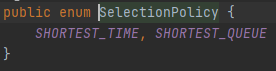 public enum SelectionPolicy {
SHORTEST_TIME, SHORTEST_QUEUE
}